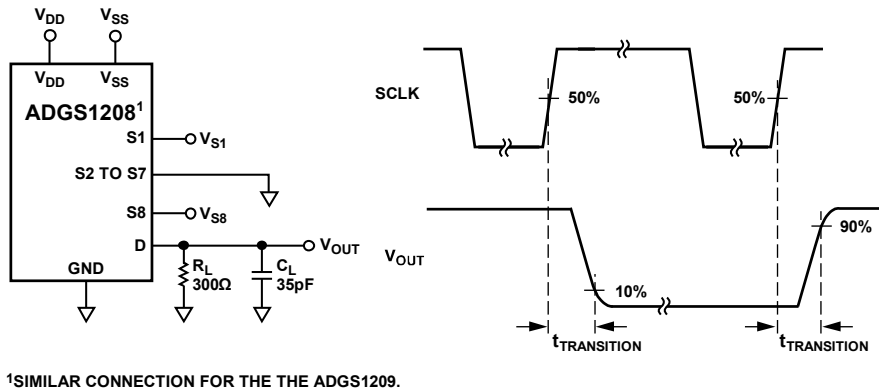 VDD VSS
VDD VSS
ADGS1208¹
S1 VS1
S2 TO S7
S8 VS8
D VOUT
GND
RL
300Ω
CL
35pF
SCLK
50% 50%
VOUT
90%
10%
tTRANSITION tTRANSITION
¹SIMILAR CONNECTION FOR THE THE ADGS1209.